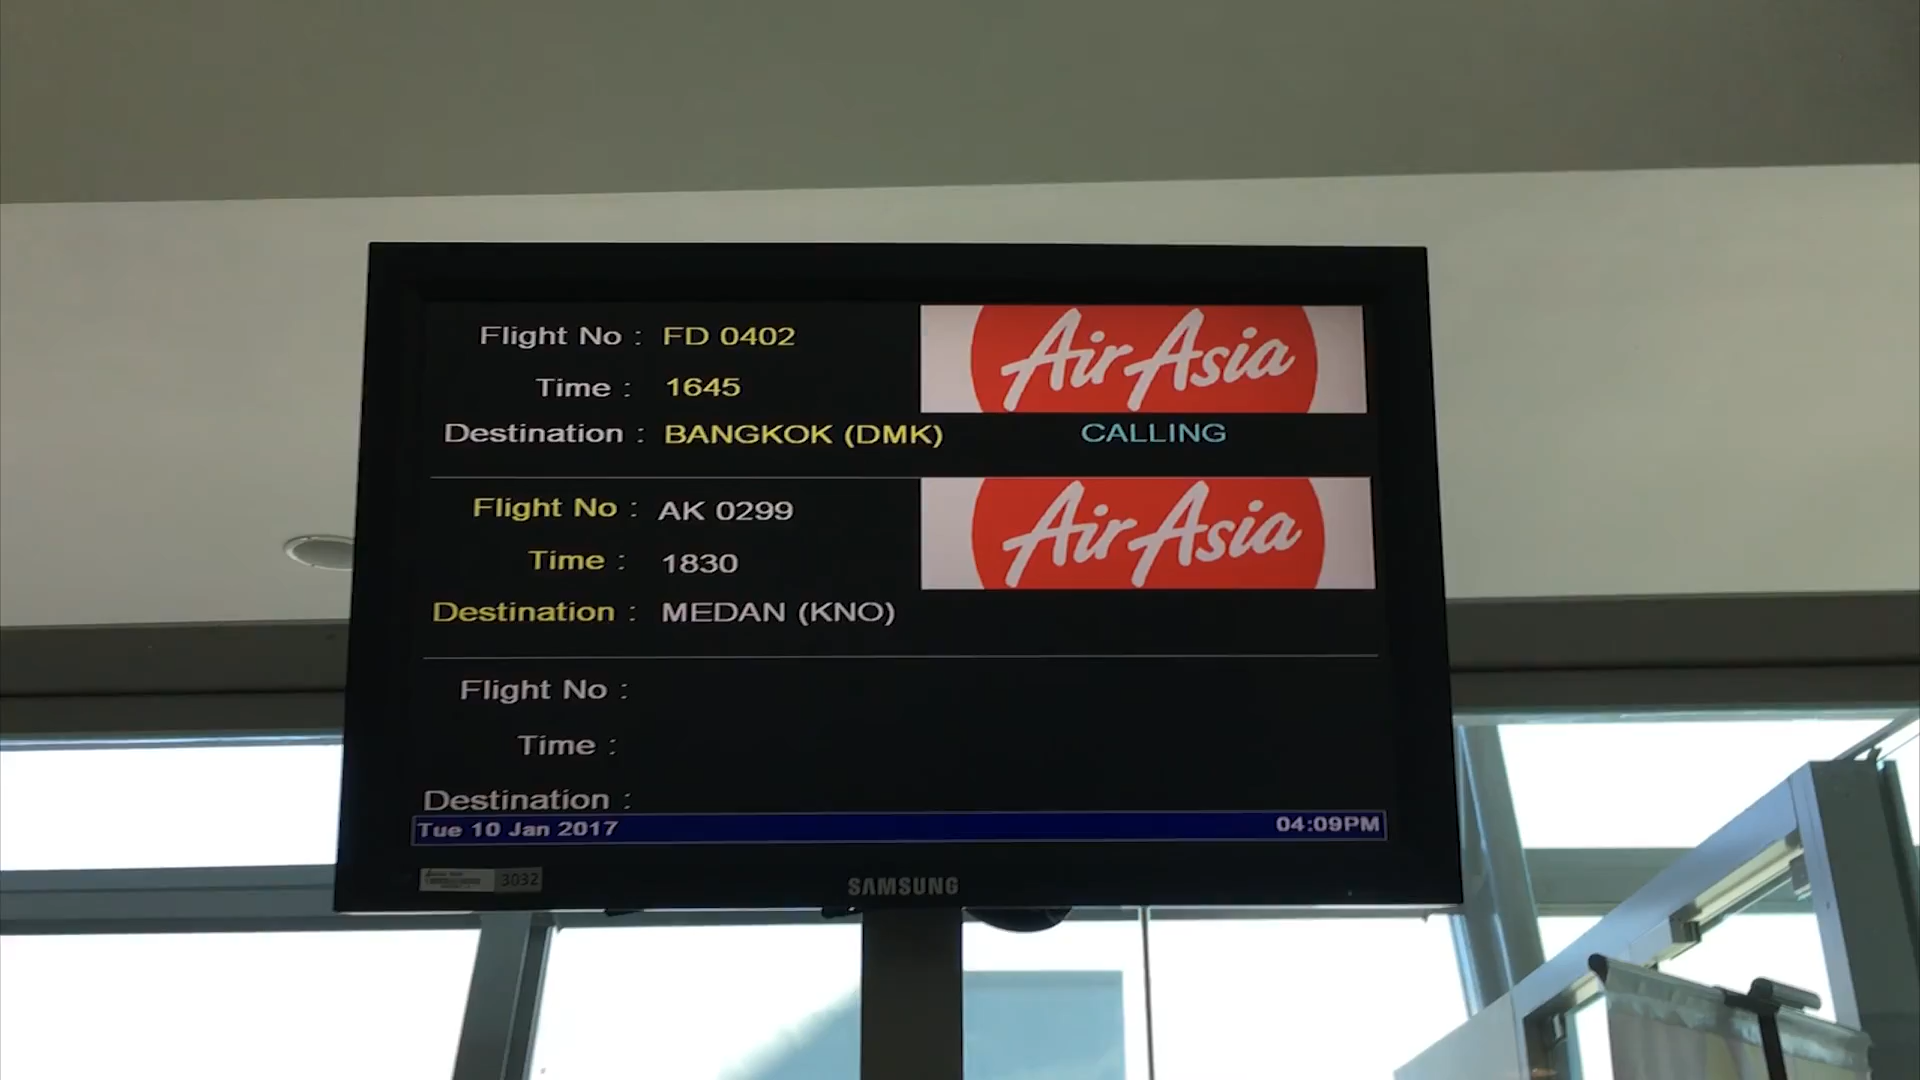 Flight No : FD 0402
Time : 1645
Destination : BANGKOK (DMK)
AirAsia
CALLING
Flight No : AK 0299
Time : 1830
Destination : MEDAN (KNO)
AirAsia
Flight No :
Time :
Destination :
Tue 10 Jan 2017 04:09PM
3032
SAMSUNG